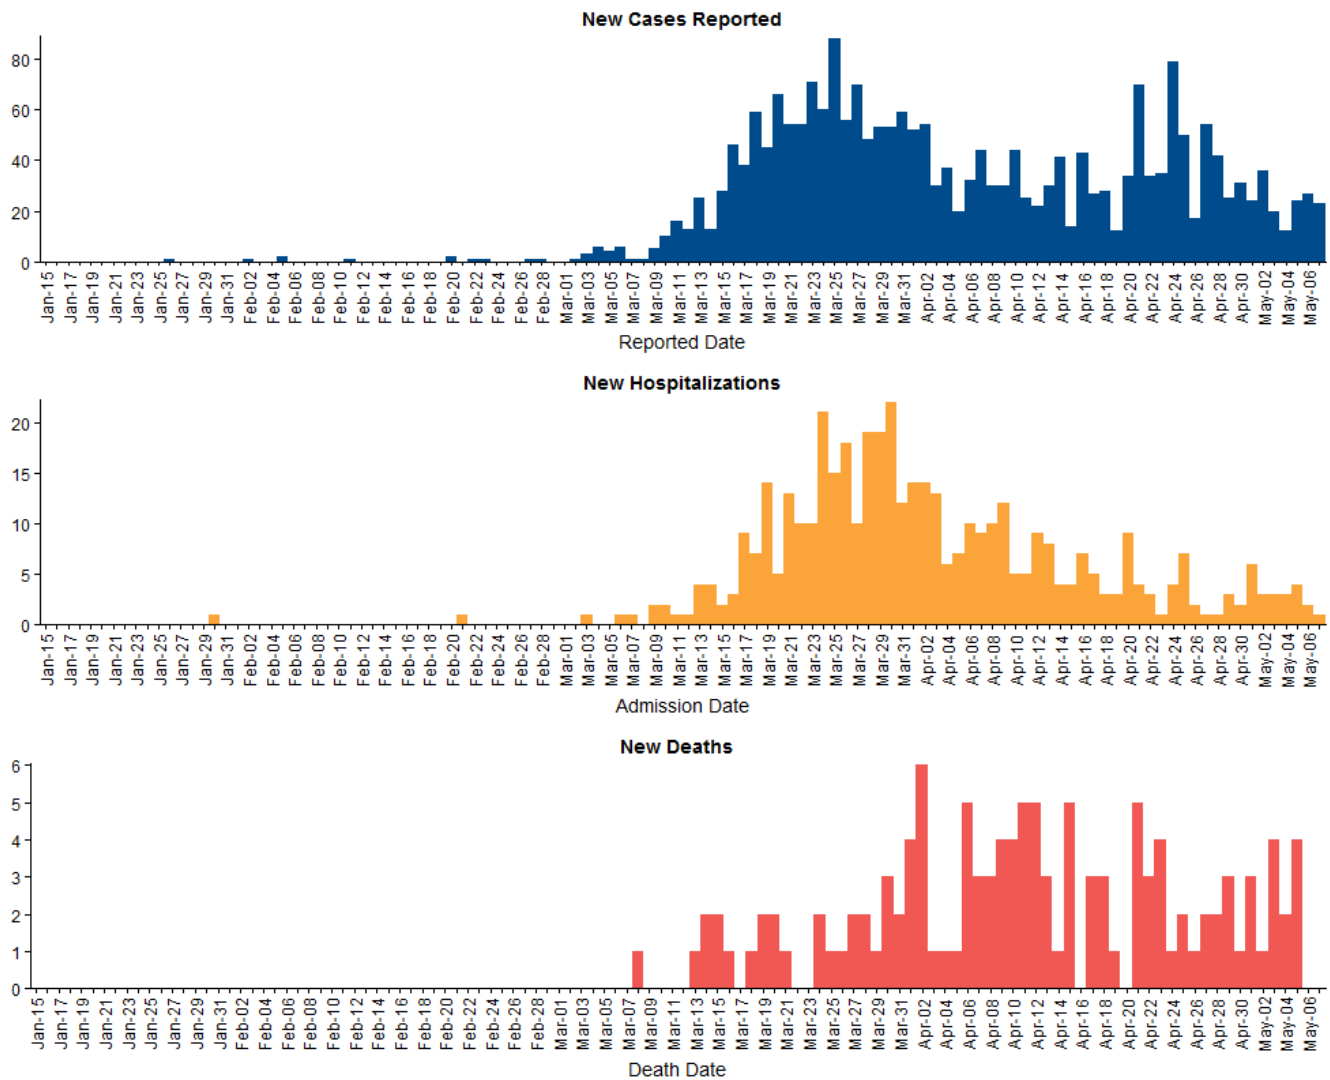 New Cases Reported
80
60
40
20
0
Jan-15 Jan-17 Jan-19 Jan-21 Jan-23 Jan-25 Jan-27 Jan-29 Jan-31 Feb-02 Feb-04 Feb-06 Feb-08 Feb-10 Feb-12 Feb-14 Feb-16 Feb-18 Feb-20 Feb-22 Feb-24 Feb-26 Feb-28 Mar-01 Mar-03 Mar-05 Mar-07 Mar-09 Mar-11 Mar-13 Mar-15 Mar-17 Mar-19 Mar-21 Mar-23 Mar-25 Mar-27 Mar-29 Mar-31 Apr-02 Apr-04 Apr-06 Apr-08 Apr-10 Apr-12 Apr-14 Apr-16 Apr-18 Apr-20 Apr-22 Apr-24 Apr-26 Apr-28 Apr-30 May-02 May-04 May-06
Reported Date
New Hospitalizations
20
15
10
5
0
Jan-15 Jan-17 Jan-19 Jan-21 Jan-23 Jan-25 Jan-27 Jan-29 Jan-31 Feb-02 Feb-04 Feb-06 Feb-08 Feb-10 Feb-12 Feb-14 Feb-16 Feb-18 Feb-20 Feb-22 Feb-24 Feb-26 Feb-28 Mar-01 Mar-03 Mar-05 Mar-07 Mar-09 Mar-11 Mar-13 Mar-15 Mar-17 Mar-19 Mar-21 Mar-23 Mar-25 Mar-27 Mar-29 Mar-31 Apr-02 Apr-04 Apr-06 Apr-08 Apr-10 Apr-12 Apr-14 Apr-16 Apr-18 Apr-20 Apr-22 Apr-24 Apr-26 Apr-28 Apr-30 May-02 May-04 May-06
Admission Date
New Deaths
6
5
4
3
2
1
0
Jan-15 Jan-17 Jan-19 Jan-21 Jan-23 Jan-25 Jan-27 Jan-29 Jan-31 Feb-02 Feb-04 Feb-06 Feb-08 Feb-10 Feb-12 Feb-14 Feb-16 Feb-18 Feb-20 Feb-22 Feb-24 Feb-26 Feb-28 Mar-01 Mar-03 Mar-05 Mar-07 Mar-09 Mar-11 Mar-13 Mar-15 Mar-17 Mar-19 Mar-21 Mar-23 Mar-25 Mar-27 Mar-29 Mar-31 Apr-02 Apr-04 Apr-06 Apr-08 Apr-10 Apr-12 Apr-14 Apr-16 Apr-18 Apr-20 Apr-22 Apr-24 Apr-26 Apr-28 Apr-30 May-02 May-04 May-06
Death Date